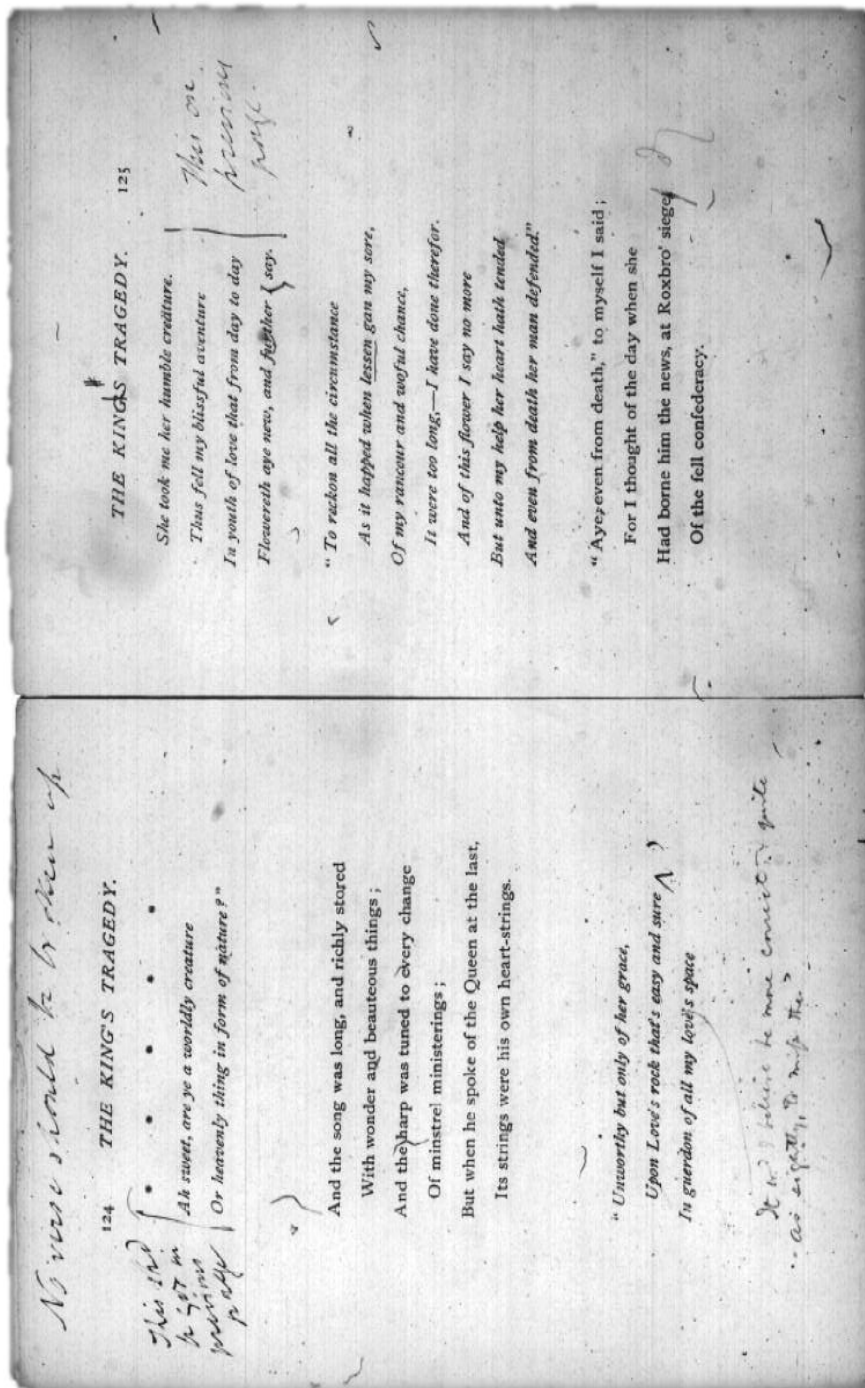 No verse should be broken up
124 THE KING'S TRAGEDY.
This shd
be got in
previous
page
* * * * *
Ah sweet, are ye a worldly creature
Or heavenly thing in form of nature?"
And the song was long, and richly stored
With wonder and beauteous things;
And the harp was tuned to every change
Of minstrel ministerings;
But when he spoke of the Queen at the last,
Its strings were his own heart-strings.
"Unworthy but only of her grace,
Upon Love's rock that's easy and sure ?
In guerdon of all my love's space
It wd I believe be more
THE KING'S TRAGEDY. 125
She took me her humble creäture.
Thus fell my blissful aventure
In youth of love that from day to day
Flowereth aye new, and further say.
This on
previous
page.
"To reckon all the circumstance
As it happed when lessen gan my sore,
Of my rancour and woful chance,
It were too long,—I have done therefor.
And of this flower I say no more
But unto my help her heart hath tended
And even from death her man defended."
"Aye, even from death," to myself I said;
For I thought of the day when she
Had borne him the news, at Roxbro' siege
Of the fell confederacy.